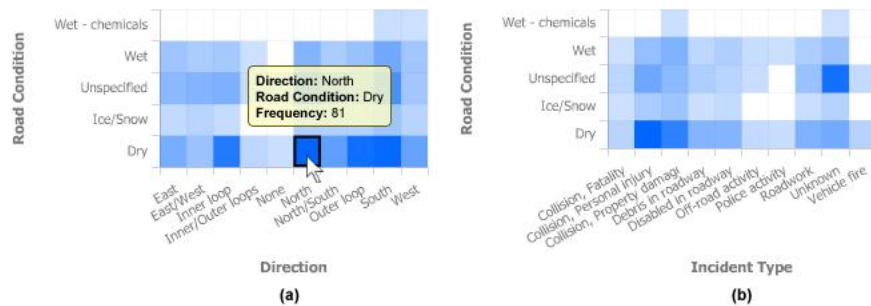 Road Condition
Wet - chemicals
Wet
Unspecified
Ice/Snow
Dry
Direction: North
Road Condition: Dry
Frequency: 81
East
East/West
Inner loop
Inner/Outer loops
None
North
North/South
Outer loop
South
West
Direction
(a)
Road Condition
Wet - chemicals
Wet
Unspecified
Ice/Snow
Dry
Collision, Fatality
Collision, Personal injury
Collision, Property damage
Debris in roadway
Disabled in roadway
Off-road activity
Police activity
Roadwork
Unknown
Vehicle fire
Incident Type
(b)